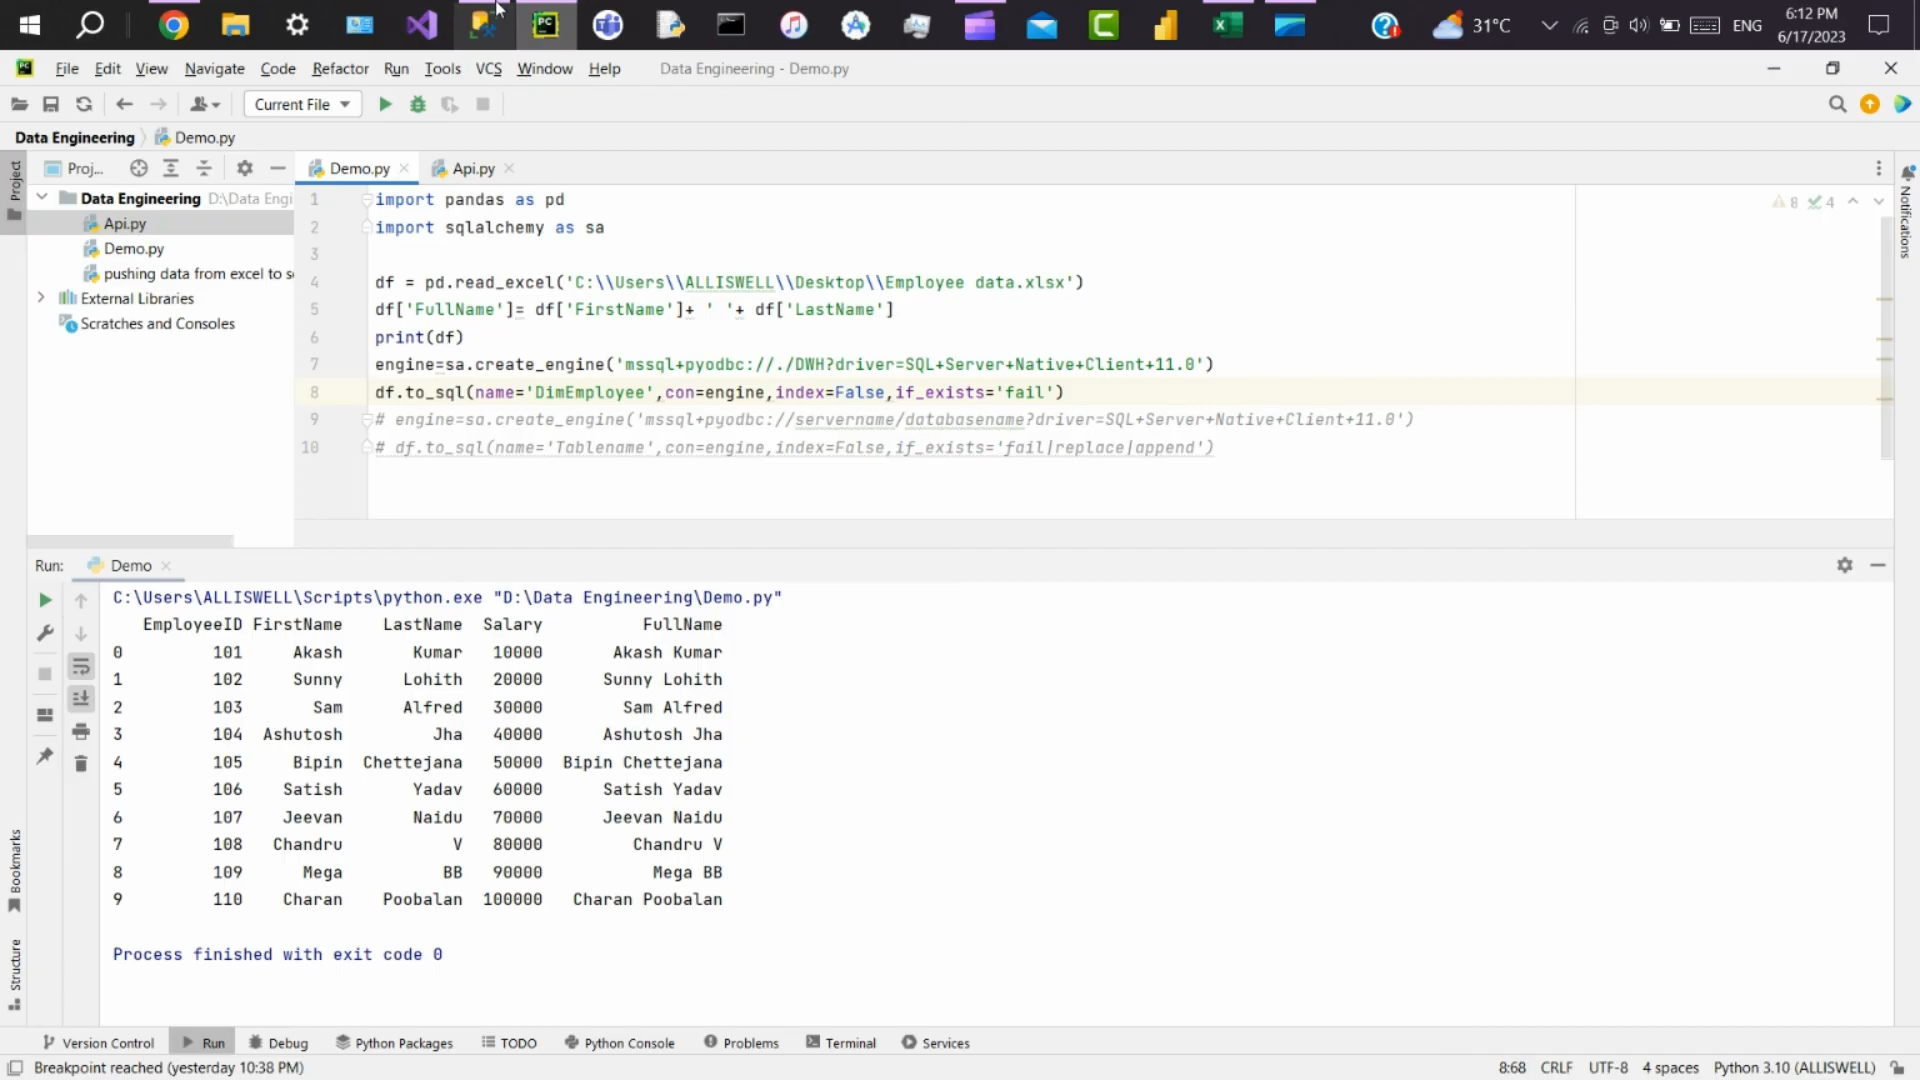 31°C
ENG
6:12 PM
6/17/2023
PC
File Edit View Navigate Code Refactor Run Tools VCS Window Help Data Engineering - Demo.py
Current File
Data Engineering Demo.py
Project
Proj...
Demo.py
Api.py
Data Engineering D:\Data Engi
Api.py
Demo.py
pushing data from excel to s
External Libraries
Scratches and Consoles
8 4
Notifications
1 import pandas as pd
2 import sqlalchemy as sa
3
4 df = pd.read_excel('C:\\Users\\ALLISWELL\\Desktop\\Employee data.xlsx')
5 df['FullName']= df['FirstName']+ ' '+ df['LastName']
6 print(df)
7 engine=sa.create_engine('mssql+pyodbc://./DWH?driver=SQL+Server+Native+Client+11.0')
8 df.to_sql(name='DimEmployee',con=engine,index=False,if_exists='fail')
9 # engine=sa.create_engine('mssql+pyodbc://servername/databasename?driver=SQL+Server+Native+Client+11.0')
10 # df.to_sql(name='Tablename',con=engine,index=False,if_exists='fail|replace|append')
Run: Demo
C:\Users\ALLISWELL\Scripts\python.exe "D:\Data Engineering\Demo.py"
EmployeeID FirstName LastName Salary FullName
0 101 Akash Kumar 10000 Akash Kumar
1 102 Sunny Lohith 20000 Sunny Lohith
2 103 Sam Alfred 30000 Sam Alfred
3 104 Ashutosh Jha 40000 Ashutosh Jha
4 105 Bipin Chettejana 50000 Bipin Chettejana
5 106 Satish Yadav 60000 Satish Yadav
6 107 Jeevan Naidu 70000 Jeevan Naidu
7 108 Chandru V 80000 Chandru V
8 109 Mega BB 90000 Mega BB
9 110 Charan Poobalan 100000 Charan Poobalan
Process finished with exit code 0
Bookmarks
Structure
Version Control Run Debug Python Packages TODO Python Console Problems Terminal Services
Breakpoint reached (yesterday 10:38 PM)
8:68 CRLF UTF-8 4 spaces Python 3.10 (ALLISWELL)